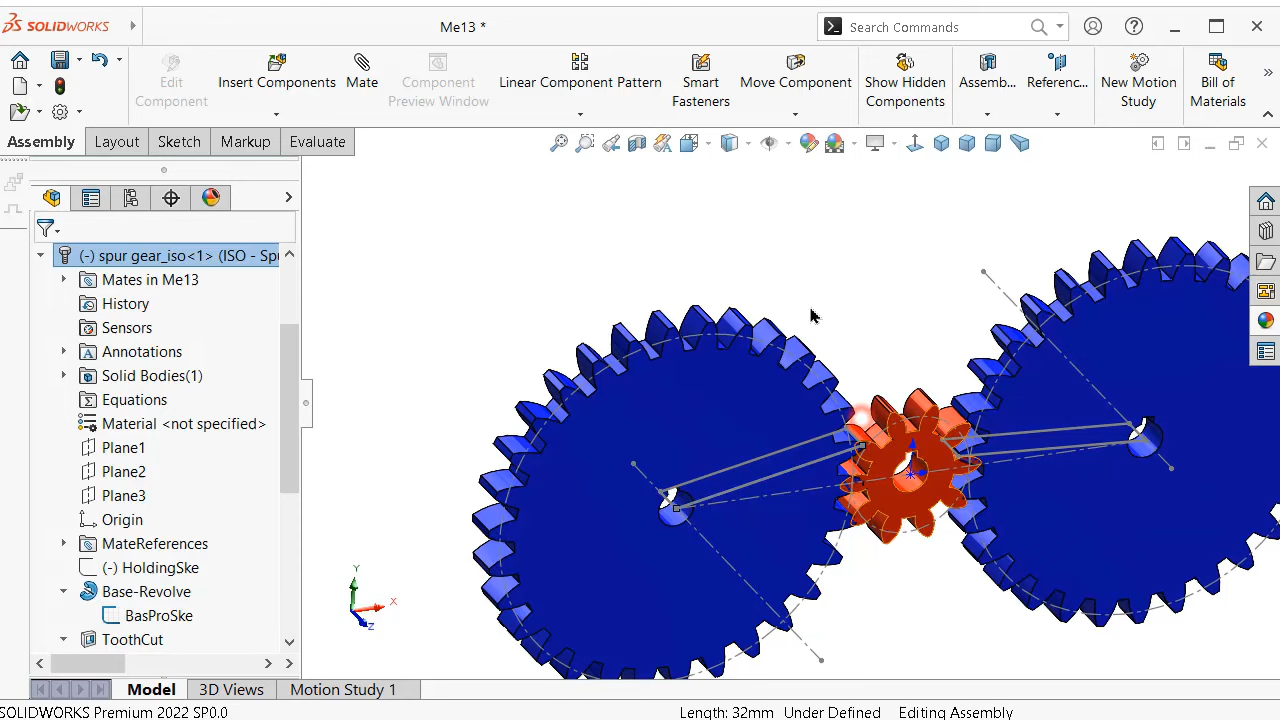 SOLIDWORKS
Me13 *
Search Commands
Edit
Component
Insert Components
Mate
Component
Preview Window
Linear Component Pattern
Smart
Fasteners
Move Component
Show Hidden
Components
Assemb...
Referenc...
New Motion
Study
Bill of
Materials
Assembly
Layout
Sketch
Markup
Evaluate
(-) spur gear_iso<1> (ISO - Spu
Mates in Me13
History
Sensors
Annotations
Solid Bodies(1)
Equations
Material <not specified>
Plane1
Plane2
Plane3
Origin
MateReferences
(-) HoldingSke
Base-Revolve
BasProSke
ToothCut
Y
X
Z
Model
3D Views
Motion Study 1
SOLIDWORKS Premium 2022 SP0.0
Length: 32mm
Under Defined
Editing Assembly